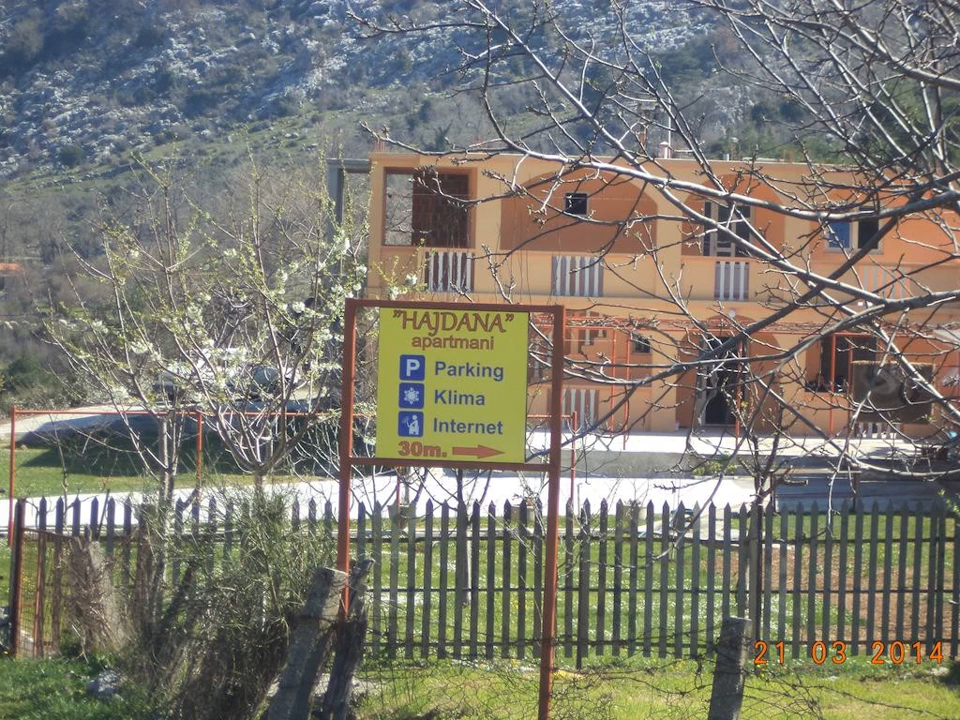 "HAJDANA"
apartmani
P Parking
Klima
Internet
30m.
21 03 2014